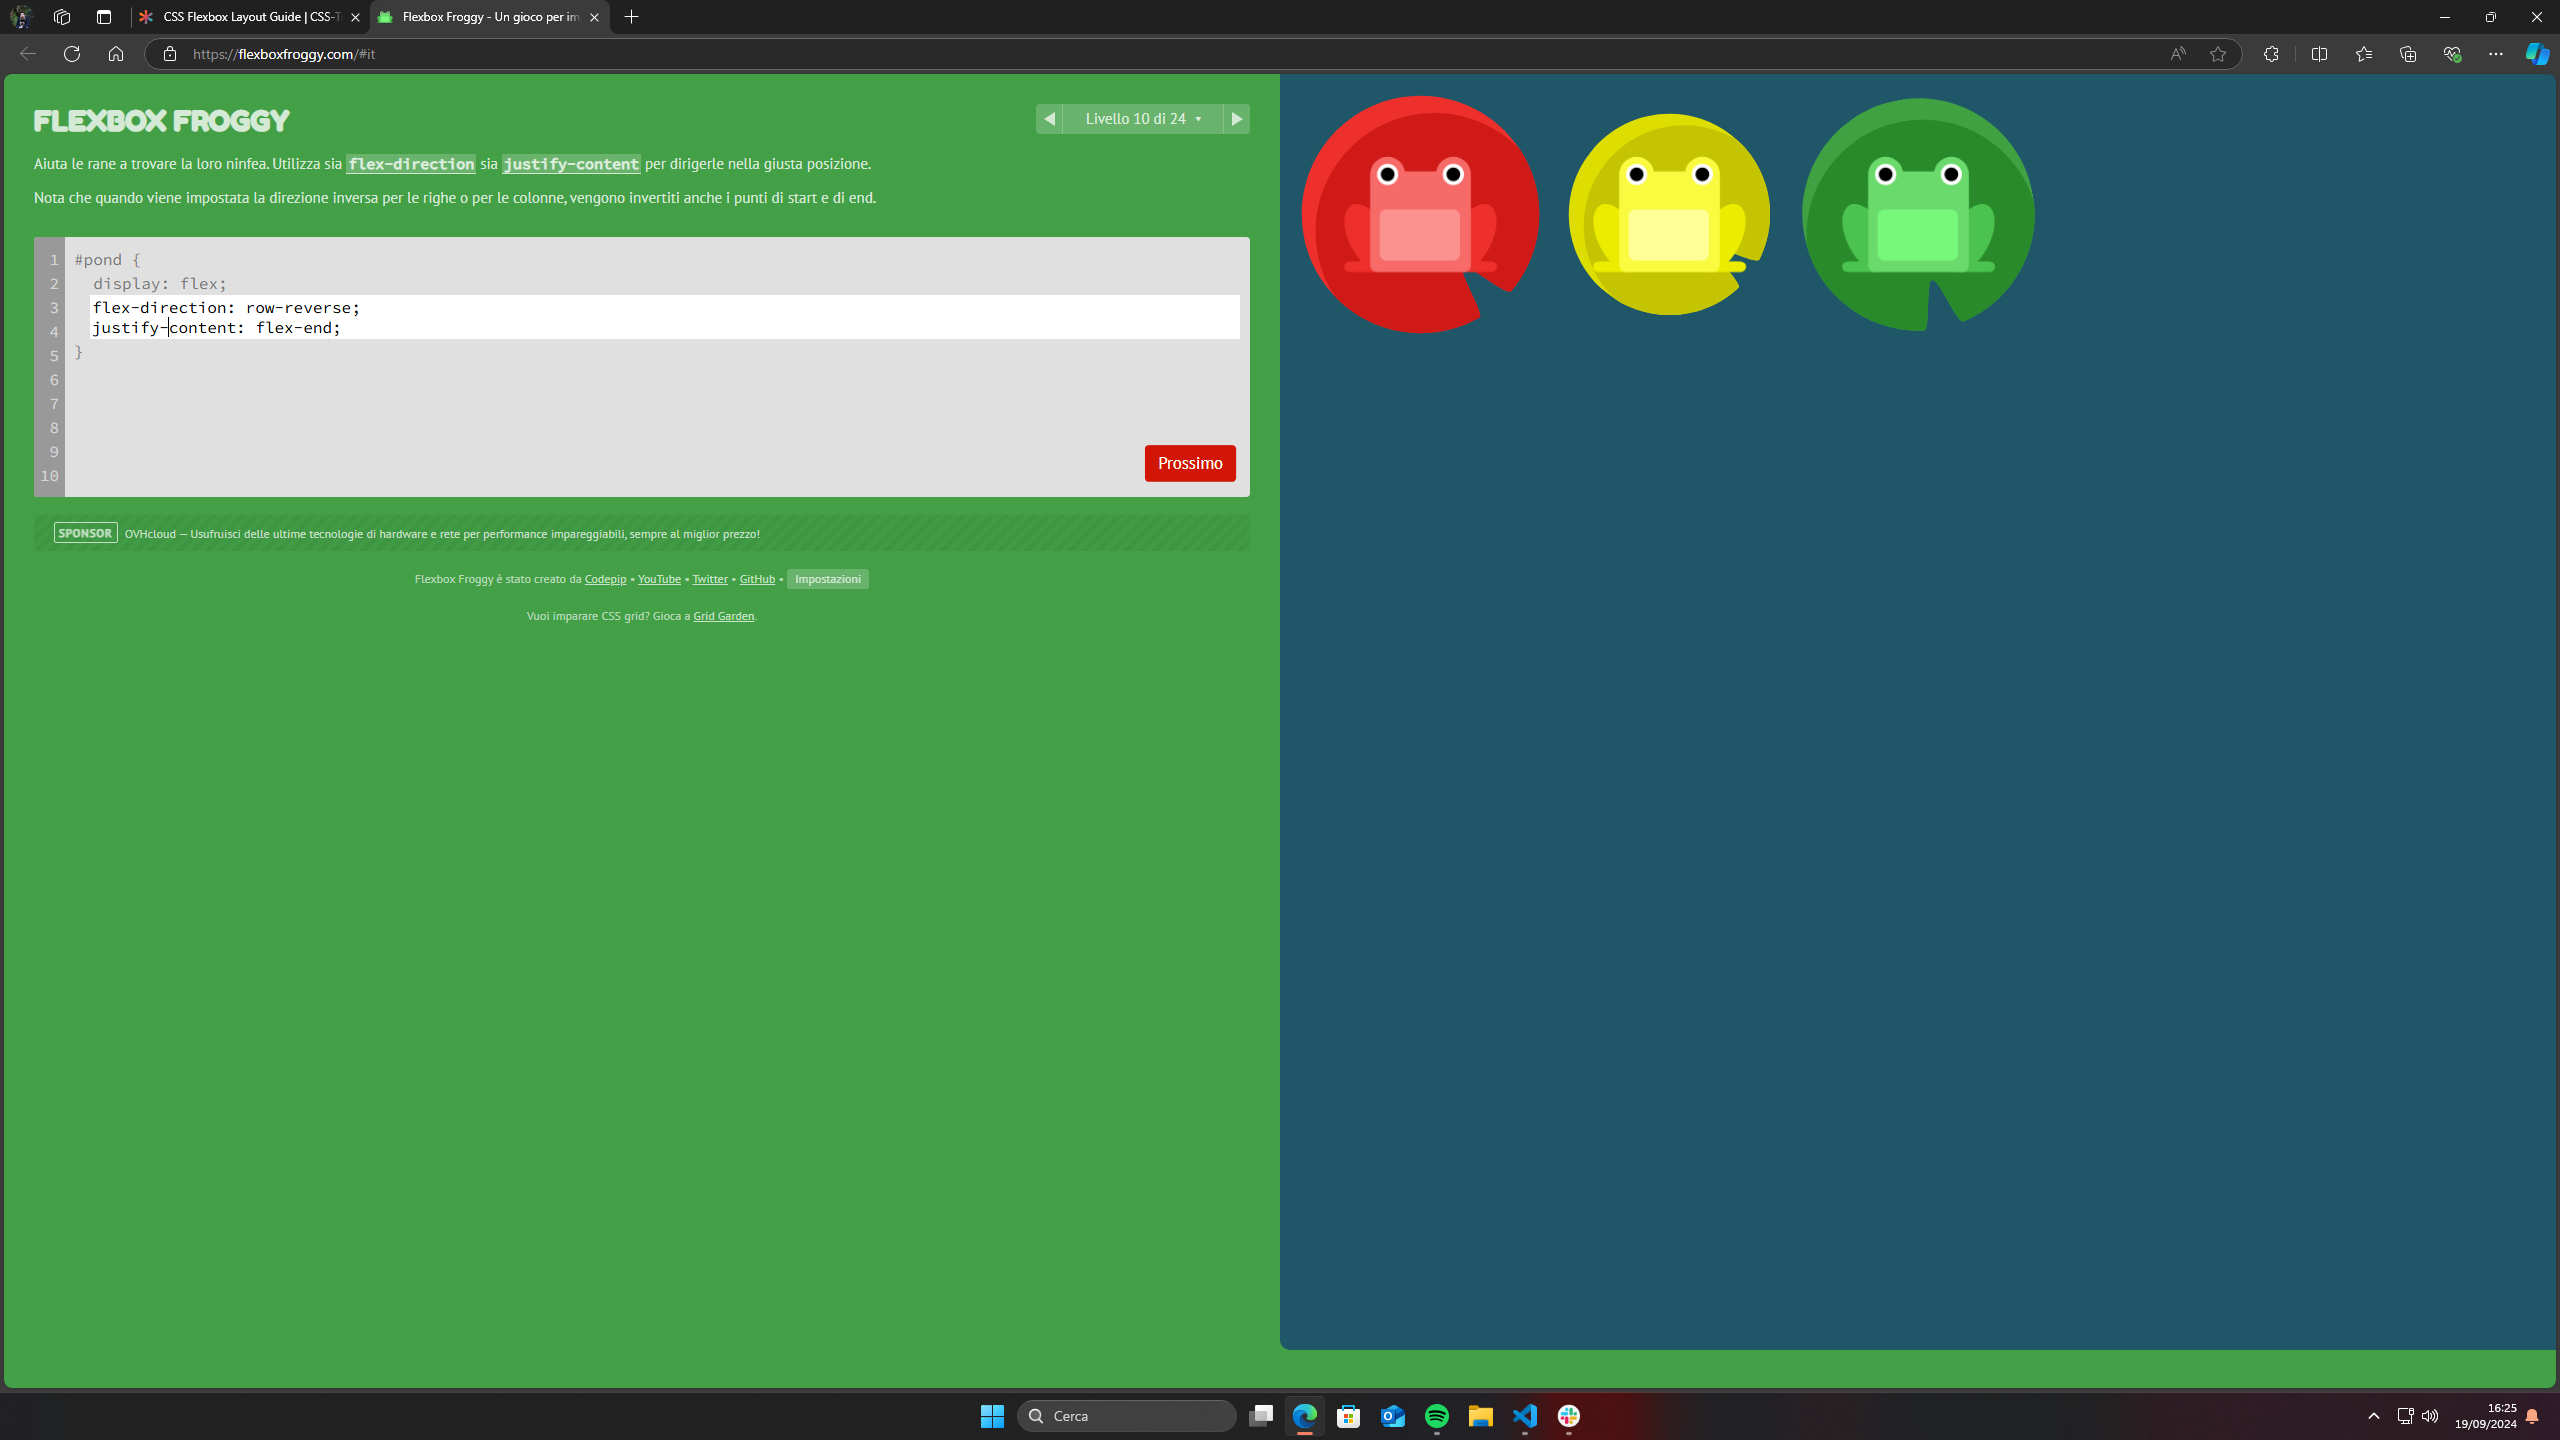 CSS Flexbox Layout Guide | CSS-T
Flexbox Froggy - Un gioco per im
https://flexboxfroggy.com/#it
FLEXBOX FROGGY
Livello 10 di 24
Aiuta le rane a trovare la loro ninfea. Utilizza sia flex-direction sia justify-content per dirigerle nella giusta posizione.
Nota che quando viene impostata la direzione inversa per le righe o per le colonne, vengono invertiti anche i punti di start e di end.
1 #pond {
2 display: flex;
3 flex-direction: row-reverse;
4 justify-content: flex-end;
5 }
6
7
8
9
10
Prossimo
SPONSOR OVHcloud — Usufruisci delle ultime tecnologie di hardware e rete per performance impareggiabili, sempre al miglior prezzo!
Flexbox Froggy è stato creato da Codepip • YouTube • Twitter • GitHub • Impostazioni
Vuoi imparare CSS grid? Gioca a Grid Garden.
Cerca
16:25
19/09/2024